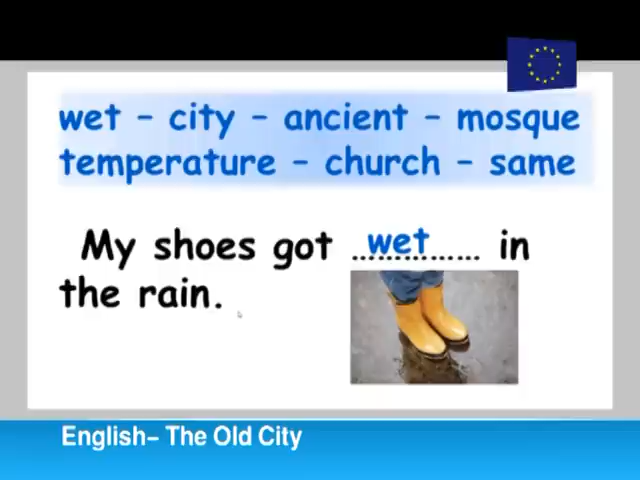 wet – city – ancient – mosque
temperature – church – same
My shoes got ......wet......... in
the rain.
English– The Old City